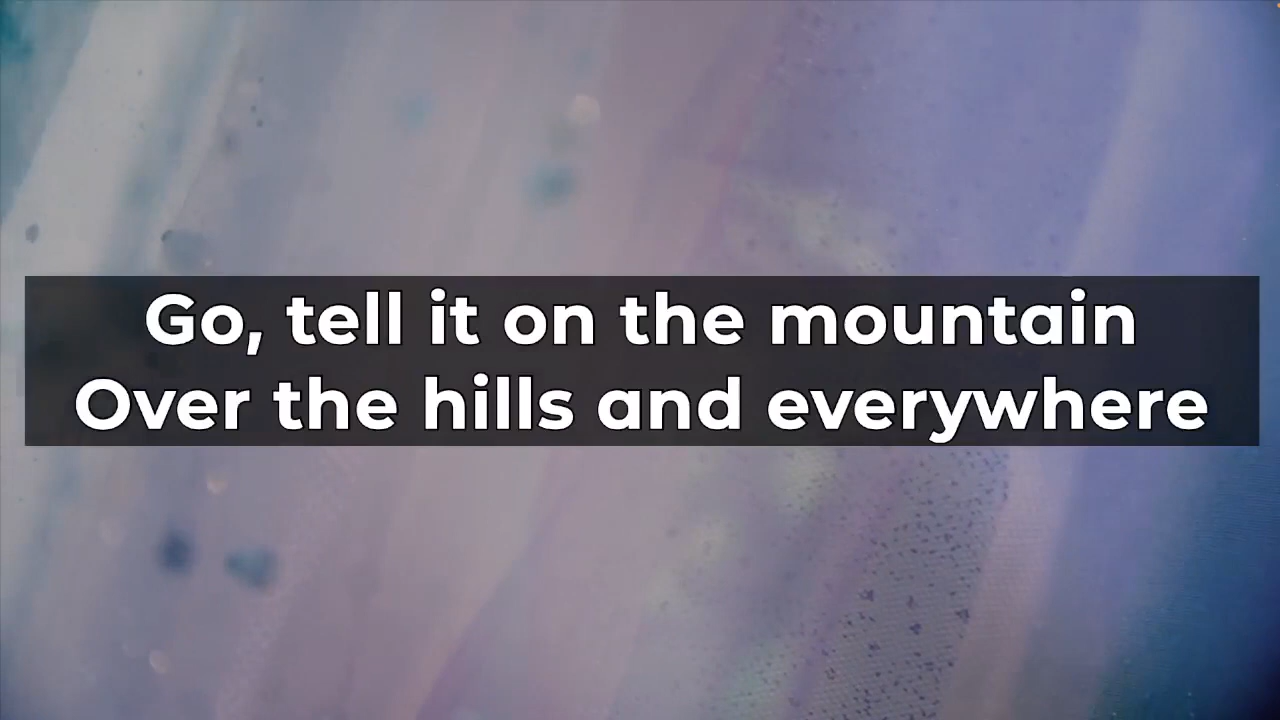 Go, tell it on the mountain
Over the hills and everywhere